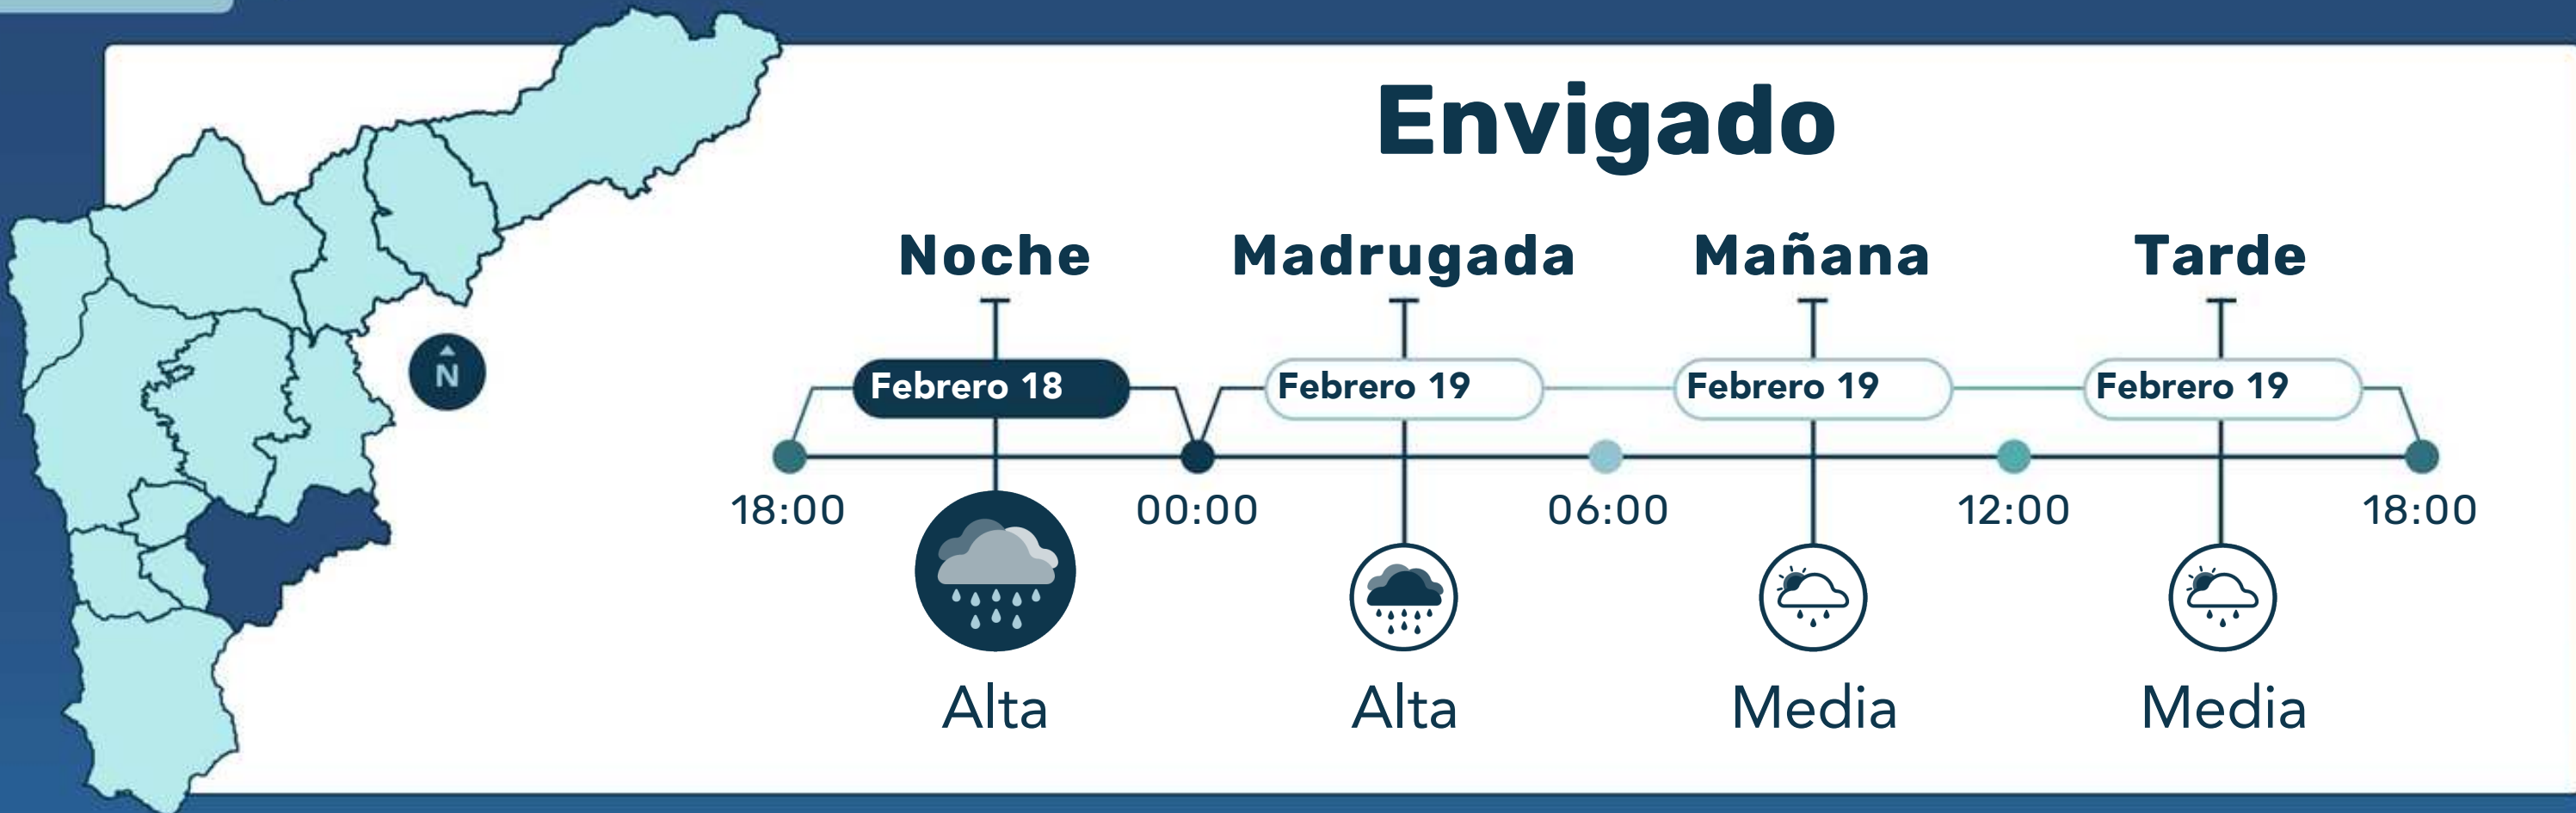 Envigado
Noche Madrugada Mañana Tarde
Febrero 18 Febrero 19 Febrero 19 Febrero 19
N
18:00 00:00 06:00 12:00 18:00
Alta Alta Media Media